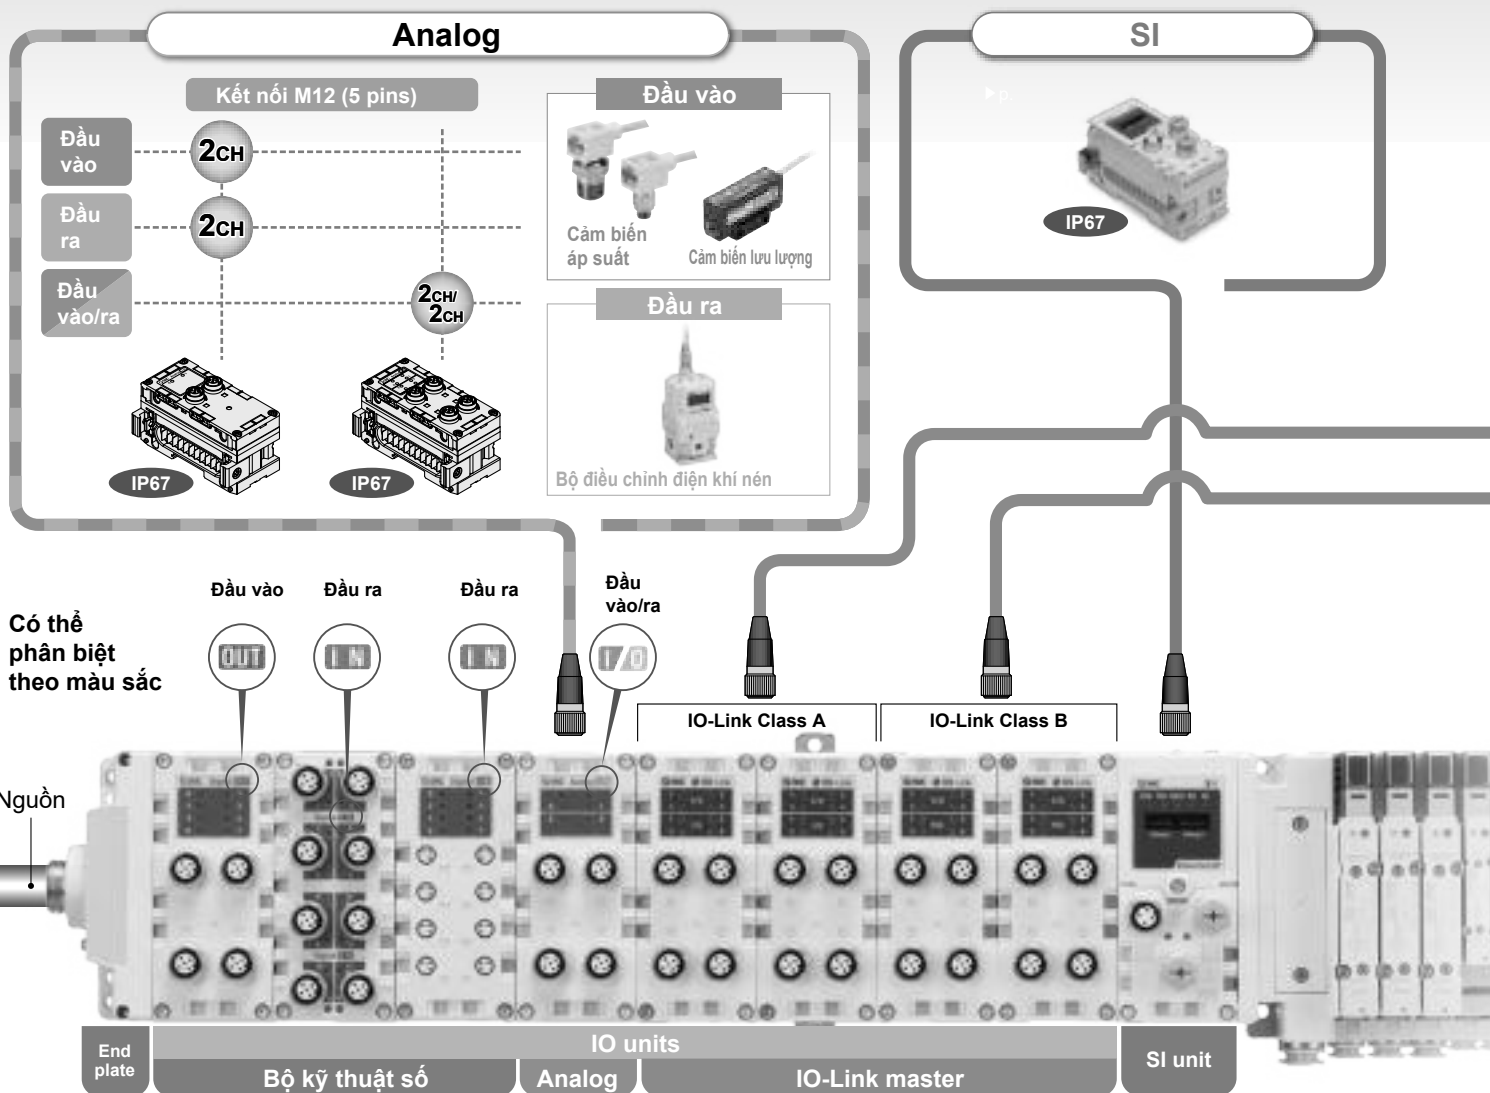 Analog
SI
Kết nối M12 (5 pins)
▶p.
Đầu
vào
2CH
Đầu
ra
2CH
Đầu
vào/ra
2CH/
2CH
IP67
IP67
Đầu vào
Cảm biến
áp suất
Cảm biến lưu lượng
Đầu ra
Bộ điều chỉnh điện khí nén
IP67
Có thể
phân biệt
theo màu sắc
Đầu vào
Đầu ra
Đầu ra
Đầu
vào/ra
OUT
IN
IN
I/O
IO-Link Class A
IO-Link Class B
Nguồn
End
plate
IO units
Bộ kỹ thuật số
Analog
IO-Link master
SI unit